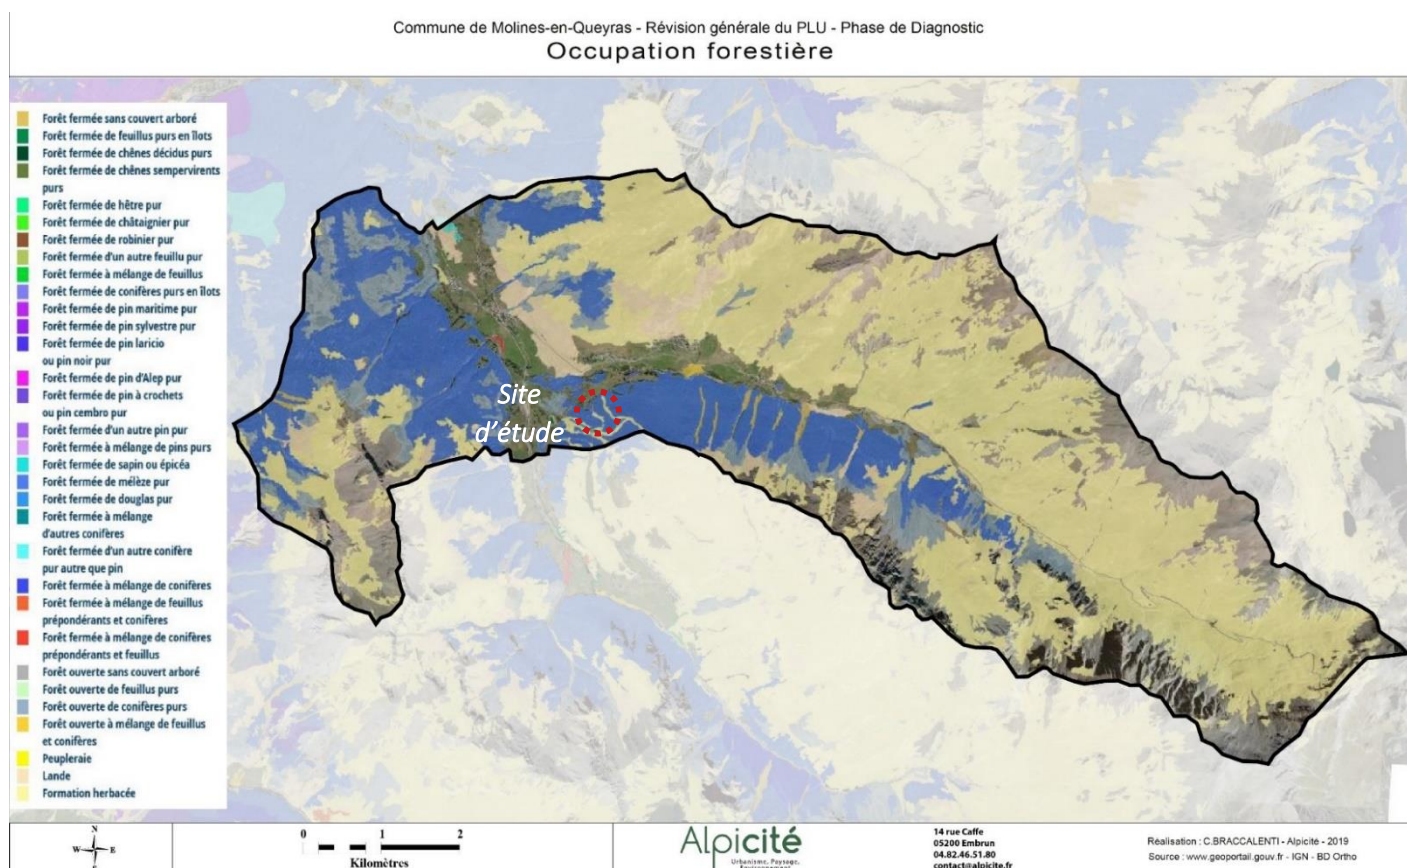 Commune de Molines-en-Queyras - Révision générale du PLU - Phase de Diagnostic
Occupation forestière
Forêt fermée sans couvert arboré
Forêt fermée de feuillus purs en îlots
Forêt fermée de chênes décidus purs
Forêt fermée de chênes sempervirents
purs
Forêt fermée de hêtre pur
Forêt fermée de châtaignier pur
Forêt fermée de robinier pur
Forêt fermée d'un autre feuillu pur
Forêt fermée à mélange de feuillus
Forêt fermée de conifères purs en îlots
Forêt fermée de pin maritime pur
Forêt fermée de pin sylvestre pur
Forêt fermée de pin laricio
ou pin noir pur
Forêt fermée de pin d'Alep pur
Forêt fermée de pin à crochets
ou pin cembro pur
Forêt fermée d'un autre pin pur
Forêt fermée à mélange de pins purs
Forêt fermée de sapin ou épicéa
Forêt fermée de mélèze pur
Forêt fermée de douglas pur
Forêt fermée à mélange
d'autres conifères
Forêt fermée d'un autre conifère
pur autre que pin
Forêt fermée à mélange de conifères
Forêt fermée à mélange de feuillus
prépondérants et conifères
Forêt fermée à mélange de conifères
prépondérants et feuillus
Forêt ouverte sans couvert arboré
Forêt ouverte de feuillus purs
Forêt ouverte de conifères purs
Forêt ouverte à mélange de feuillus
et conifères
Peupleraie
Lande
Formation herbacée
Site
d'étude
N
W E
S
0 1 2
Kilomètres
Alpicité
Urbanisme, Paysage,
Environnement
14 rue Caffe
05200 Embrun
04.82.46.51.80
contact@alpicite.fr
Réalisation : C.BRACCALENTI - Alpicité - 2019
Source : www.geoportail.gouv.fr - IGN - BD Ortho